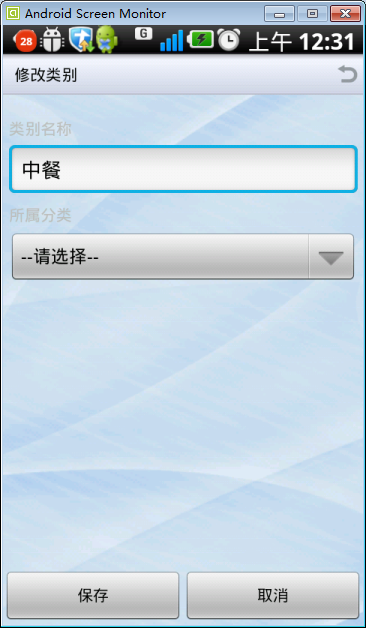 Android Screen Monitor
28
G
上午 12:31
修改类别
类别名称
中餐
所属分类
--请选择--
保存
取消